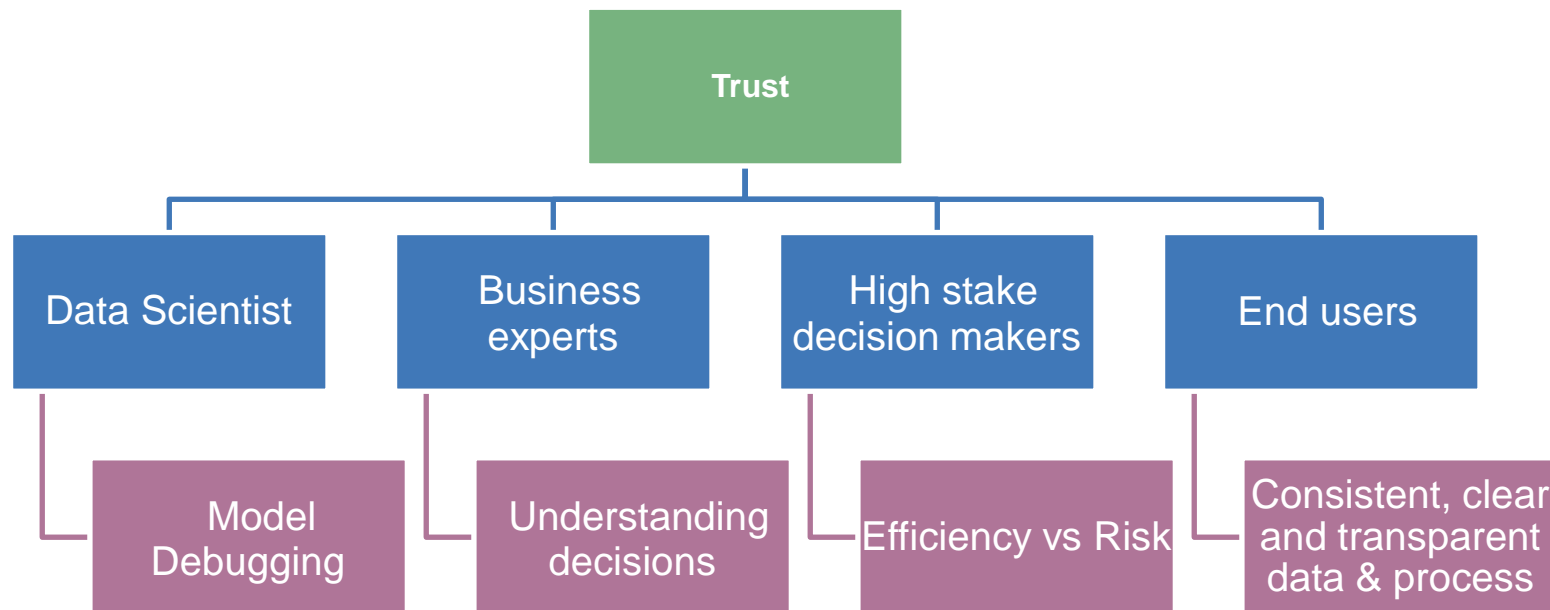 Trust
Data Scientist
Business
experts
High stake
decision makers
End users
Model
Debugging
Understanding
decisions
Efficiency vs Risk
Consistent, clear
and transparent
data & process